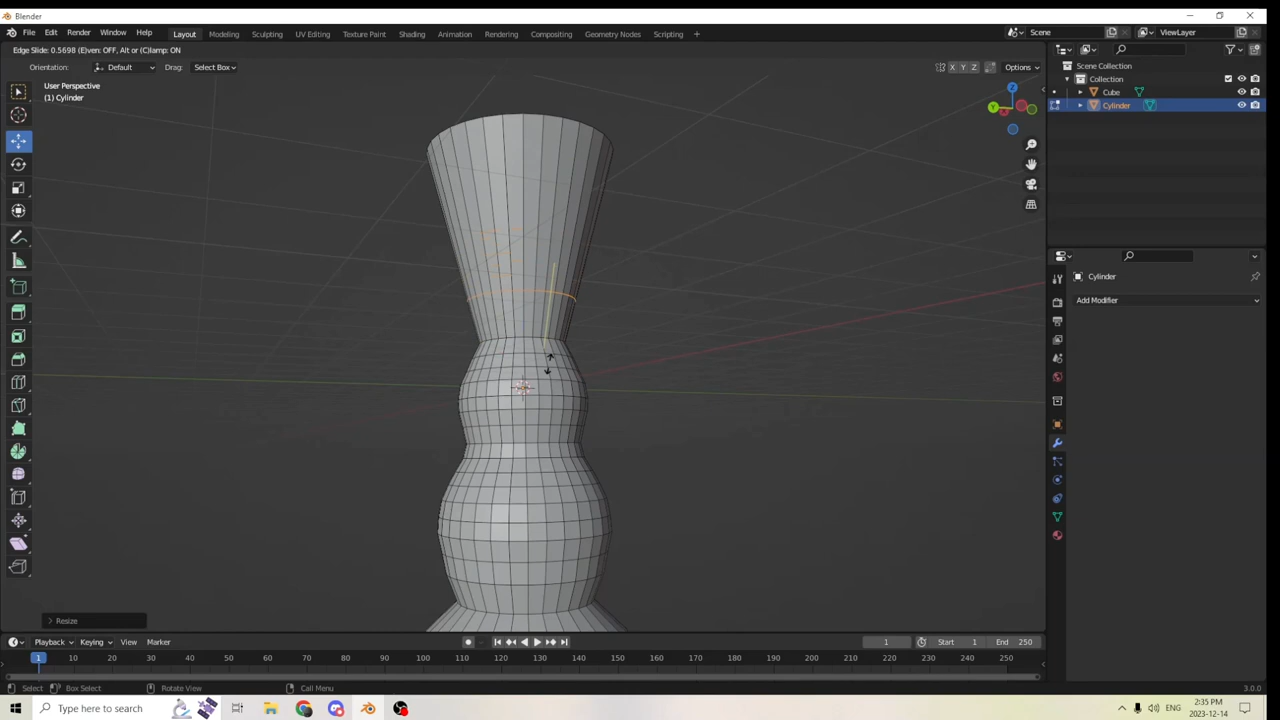 Blender
File Edit Window Help Layout Modeling Sculpting UV Editing Texture Paint Shading Animation Rendering Compositing Geometry Nodes Scripting + Scene ViewLayer
Edge Slide: 0.5698 (E)ven: OFF, Alt or (C)lamp: ON
Orientation: Default Drag: Select Box X Y Z Options
User Perspective
(1) Cylinder
Scene Collection
Collection
Cube
Cylinder
Z
Y
Cylinder
Add Modifier
Resize
Playback Keying View Marker 1 Start 1 End 250
1 10 20 30 40 50 60 70 80 90 100 110 120 130 140 150 160 170 180 190 200 210 220 230 240 250
Select Box Select Rotate View Call Menu 3.0.0
Type here to search ENG 2:35 PM
2023-12-14